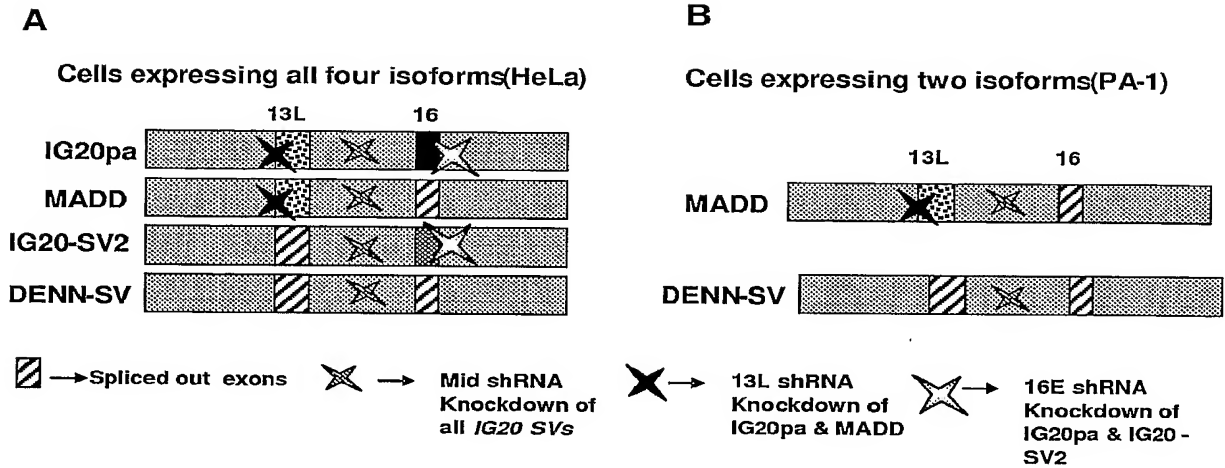 A
Cells expressing all four isoforms(HeLa)
13L 16
IG20pa
MADD
IG20-SV2
DENN-SV
B
Cells expressing two isoforms(PA-1)
13L 16
MADD
DENN-SV
Spliced out exons
Mid shRNA
Knockdown of
all IG20 SVs
13L shRNA
Knockdown of
IG20pa & MADD
16E shRNA
Knockdown of
IG20pa & IG20 -
SV2